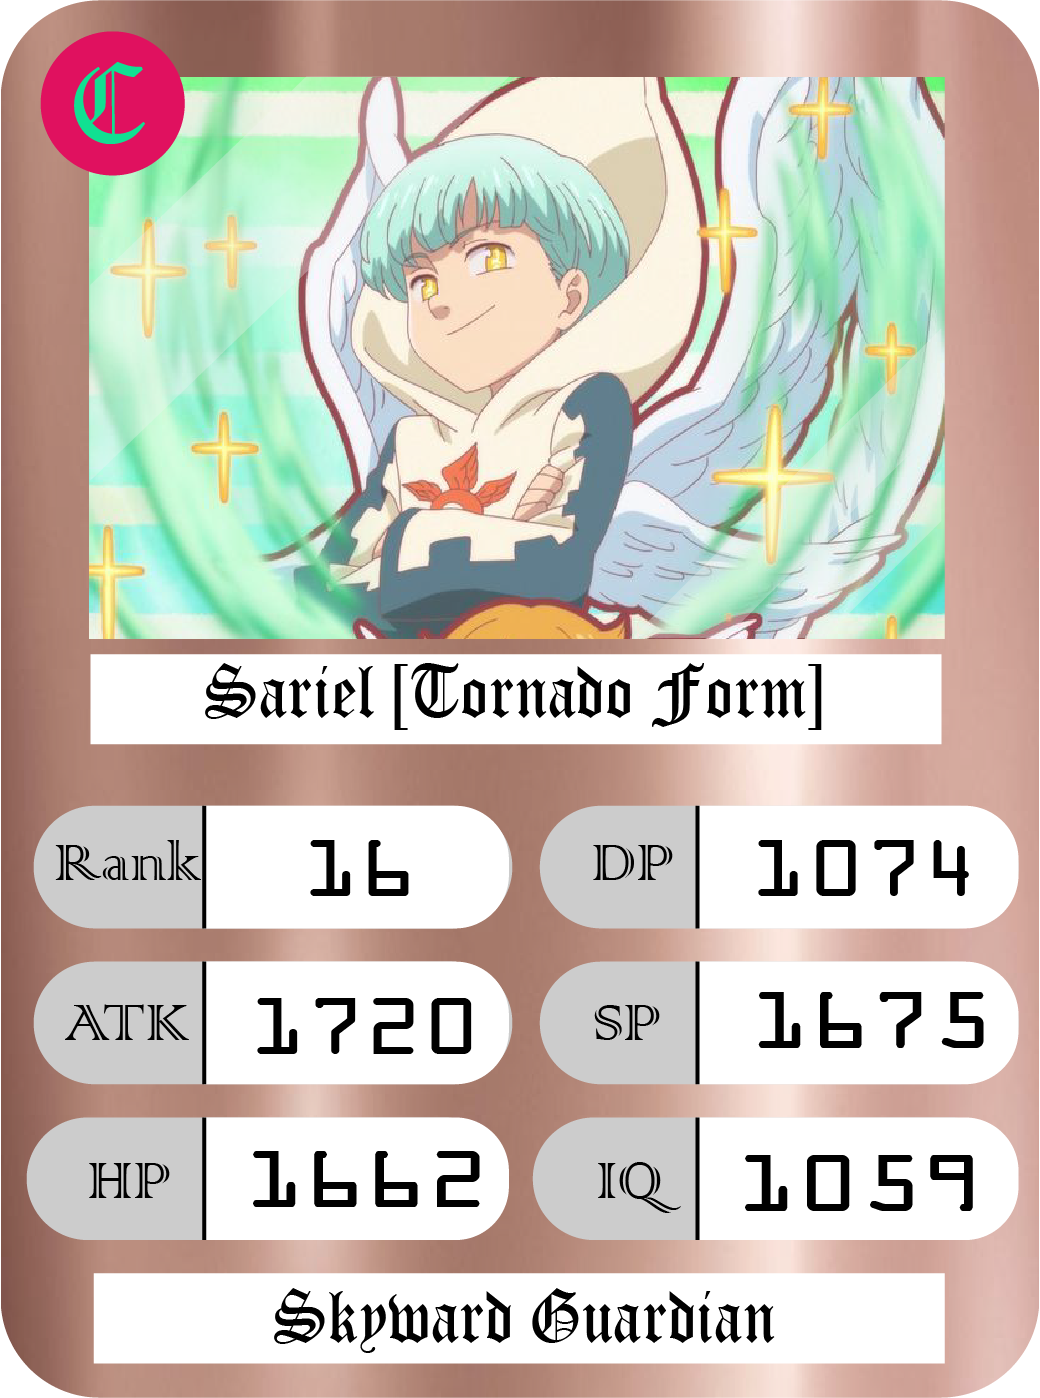 C
Sariel [Tornado Form]
Rank 16
DP 1074
ATK 1720
SP 1675
HP 1662
IQ 1059
Skyward Guardian